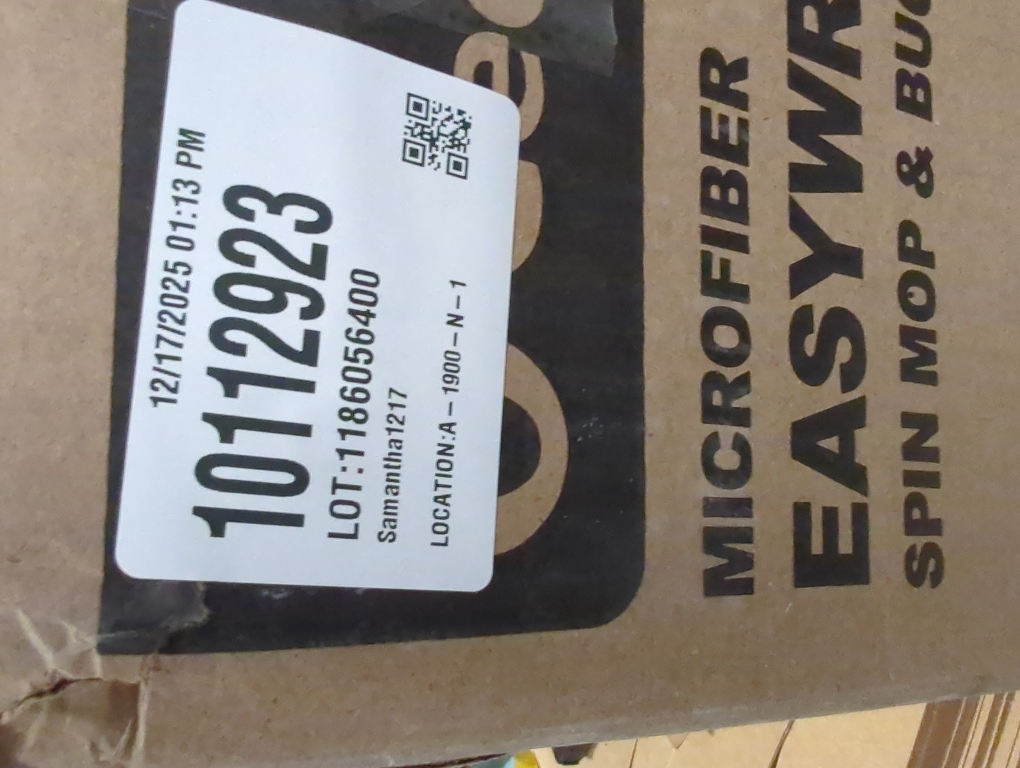 12/17/2025 01:13 PM
10112923
LOT:1186056400
Samantha1217
LOCATION:A-1900-N-1
MICROFIBER
SPIN MOP &